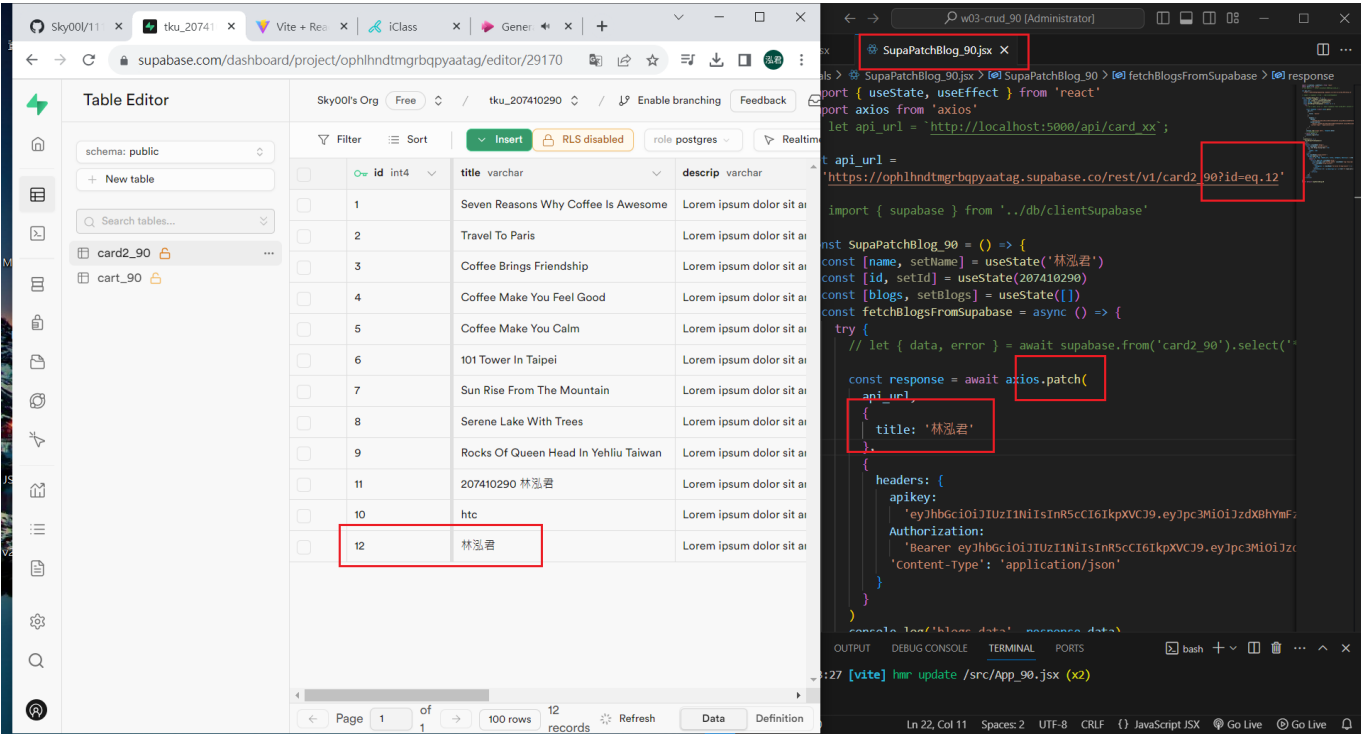 Sky00l/11
tku_20741
Vite + Rea
iClass
Gener
supabase.com/dashboard/project/ophlhndtmgrbqpyaatag/editor/29170
泓君
Table Editor
schema: public
New table
Search tables...
card2_90
cart_90
Sky00l's Org Free / tku_207410290 / Enable branching Feedback
Filter Sort Insert RLS disabled role postgres Realtime
id int4 title varchar descrip varchar
1 Seven Reasons Why Coffee Is Awesome Lorem ipsum dolor sit a
2 Travel To Paris Lorem ipsum dolor sit a
3 Coffee Brings Friendship Lorem ipsum dolor sit a
4 Coffee Make You Feel Good Lorem ipsum dolor sit a
5 Coffee Make You Calm Lorem ipsum dolor sit a
6 101 Tower In Taipei Lorem ipsum dolor sit a
7 Sun Rise From The Mountain Lorem ipsum dolor sit a
8 Serene Lake With Trees Lorem ipsum dolor sit a
9 Rocks Of Queen Head In Yehliu Taiwan Lorem ipsum dolor sit a
11 207410290 林泓君 Lorem ipsum dolor sit a
10 htc Lorem ipsum dolor sit a
12 林泓君 Lorem ipsum dolor sit a
Page 1 of 1 100 rows 12 records Refresh Data Definition
w03-crud_90 [Administrator]
sx SupaPatchBlog_90.jsx
ls > SupaPatchBlog_90.jsx > SupaPatchBlog_90 > fetchBlogsFromSupabase > response
port { useState, useEffect } from 'react'
port axios from 'axios'
let api_url = `http://localhost:5000/api/card_xx`;
t api_url =
'https://ophlhndtmgrbqpyaatag.supabase.co/rest/v1/card2_90?id=eq.12'
import { supabase } from '../db/clientSupabase'
nst SupaPatchBlog_90 = () => {
const [name, setName] = useState('林泓君')
const [id, setId] = useState(207410290)
const [blogs, setBlogs] = useState([])
const fetchBlogsFromSupabase = async () => {
try {
// let { data, error } = await supabase.from('card2_90').select('*
const response = await axios.patch(
api_url,
{
title: '林泓君'
},
{
headers: {
apikey:
'eyJhbGciOiJIUzI1NiIsInR5cCI6IkpXVCJ9.eyJpc3MiOiJzdXBhYmFz
Authorization:
'Bearer eyJhbGciOiJIUzI1NiIsInR5cCI6IkpXVCJ9.eyJpc3MiOiJzd
'Content-Type': 'application/json'
}
}
)
console.log('blogs data', response.data)
OUTPUT DEBUG CONSOLE TERMINAL PORTS bash
:27 [vite] hmr update /src/App_90.jsx (x2)
Ln 22, Col 11 Spaces: 2 UTF-8 CRLF {} JavaScript JSX Go Live Go Live